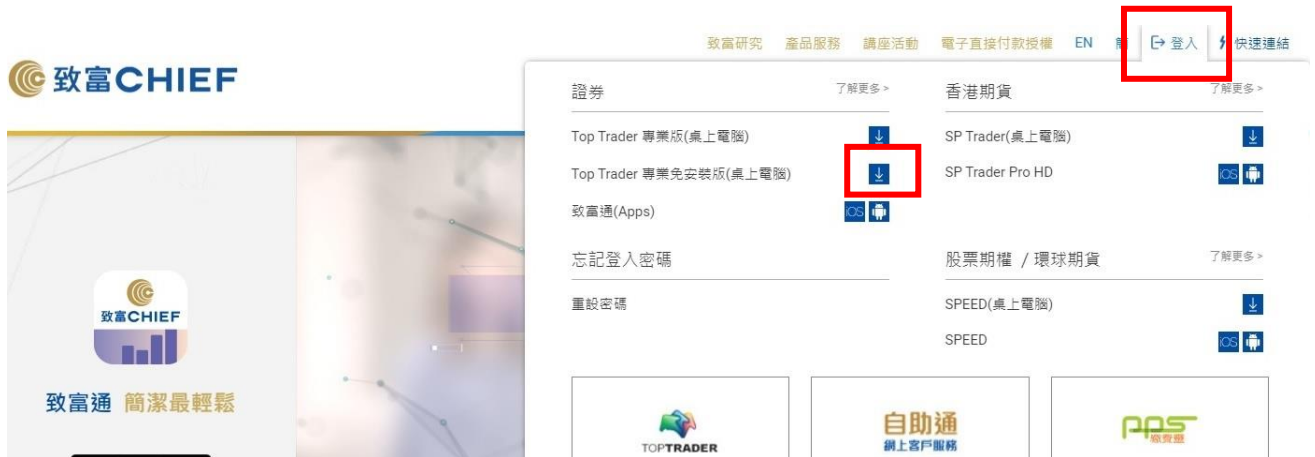 致富研究 產品服務 講座活動 電子直接付款授權 EN 簡 登入 快速連結
致富CHIEF
證券 了解更多 >
香港期貨 了解更多 >
Top Trader 專業版(桌上電腦)
SP Trader(桌上電腦)
Top Trader 專業免安裝版(桌上電腦)
SP Trader Pro HD iOS
致富通(Apps) iOS
忘記登入密碼
股票期權 / 環球期貨 了解更多 >
重設密碼
SPEED(桌上電腦)
SPEED iOS
致富CHIEF
致富通 簡潔最輕鬆
TOPTRADER
自助通
網上客戶服務
PPS
繳費靈